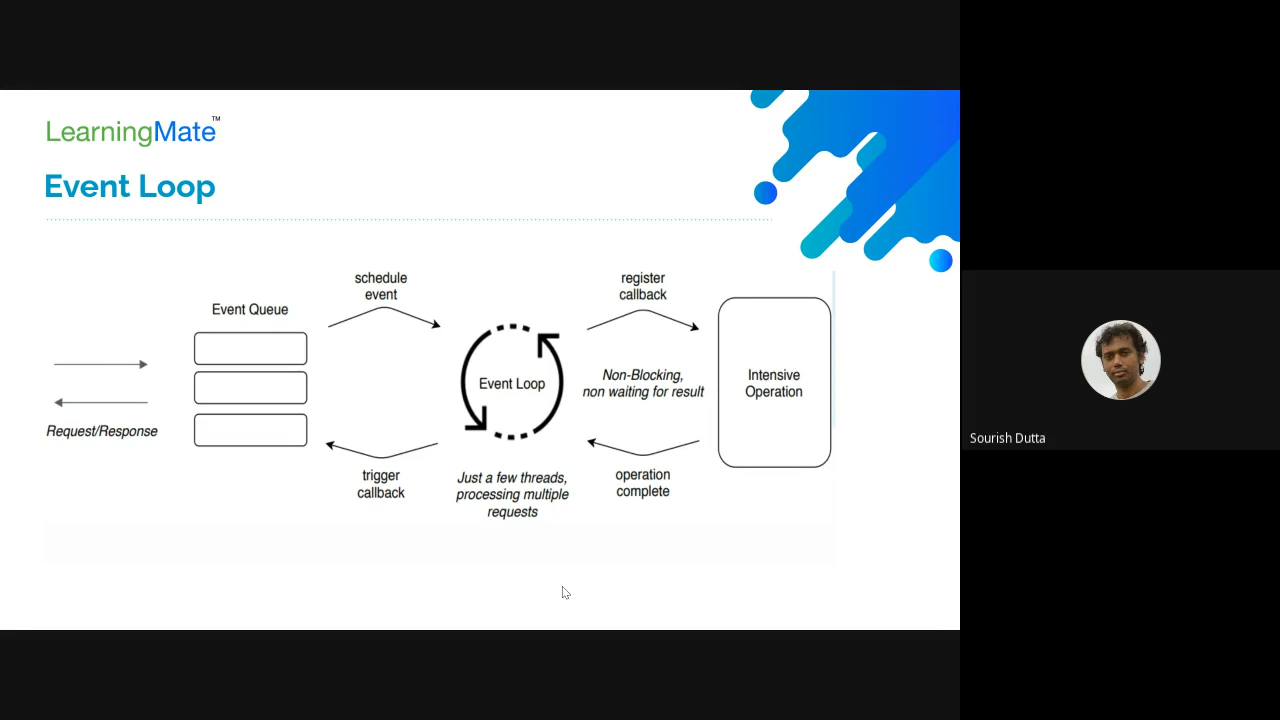 LearningMate™
Event Loop
schedule
event
register
callback
Event Queue
Event Loop
Non-Blocking,
non waiting for result
Intensive
Operation
Request/Response
trigger
callback
Just a few threads,
processing multiple
requests
operation
complete
Sourish Dutta